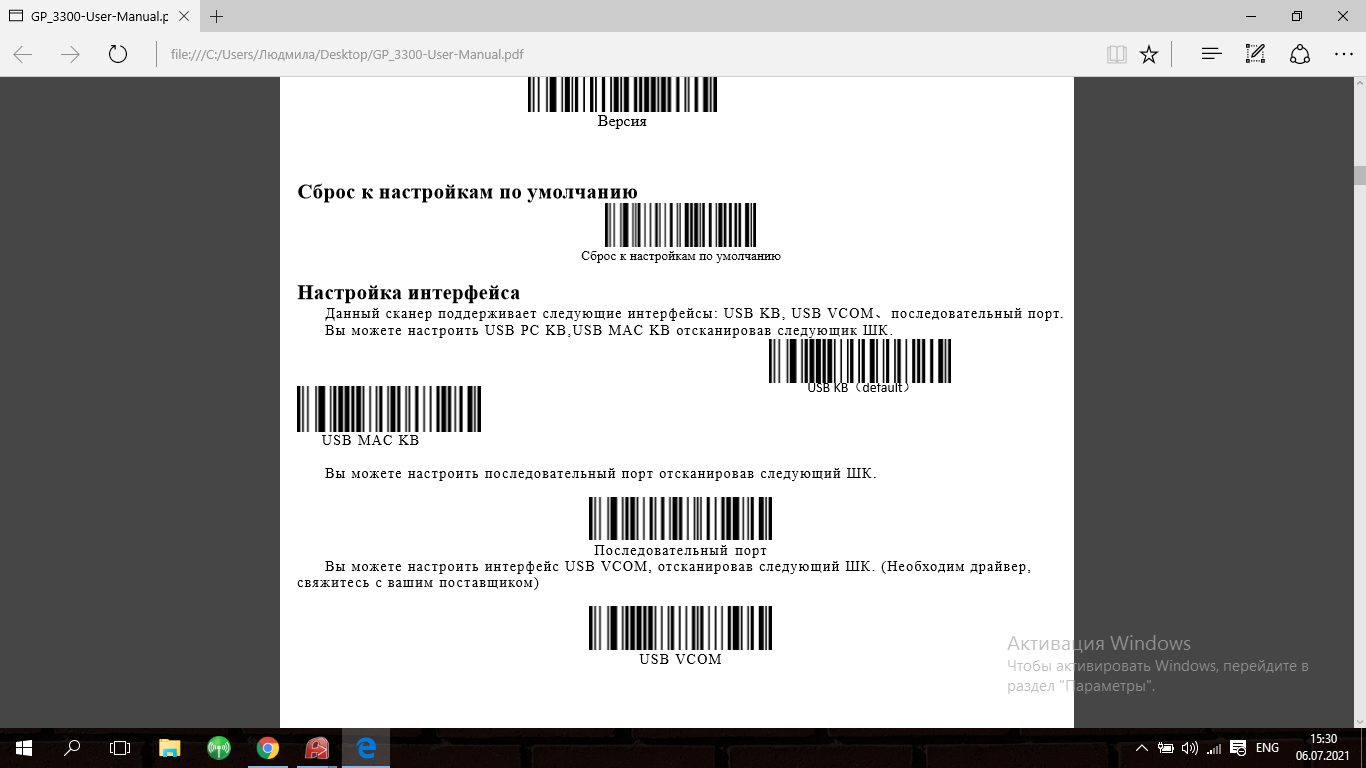 GP_3300-User-Manual.p
file:///C:/Users/Людмила/Desktop/GP_3300-User-Manual.pdf
Версия
Сброс к настройкам по умолчанию
Сброс к настройкам по умолчанию
Настройка интерфейса
Данный сканер поддерживает следующие интерфейсы: USB KB, USB VCOM、последовательный порт.
Вы можете настроить USB PC KB,USB MAC KB отсканировав следующик ШК.
USB KB（default）
USB MAC KB
Вы можете настроить последовательный порт отсканировав следующий ШК.
Последовательный порт
Вы можете настроить интерфейс USB VCOM, отсканировав следующий ШК. (Необходим драйвер,
свяжитесь с вашим поставщиком)
USB VCOM
Активация Windows
Чтобы активировать Windows, перейдите в
раздел "Параметры".
ENG
15:30
06.07.2021